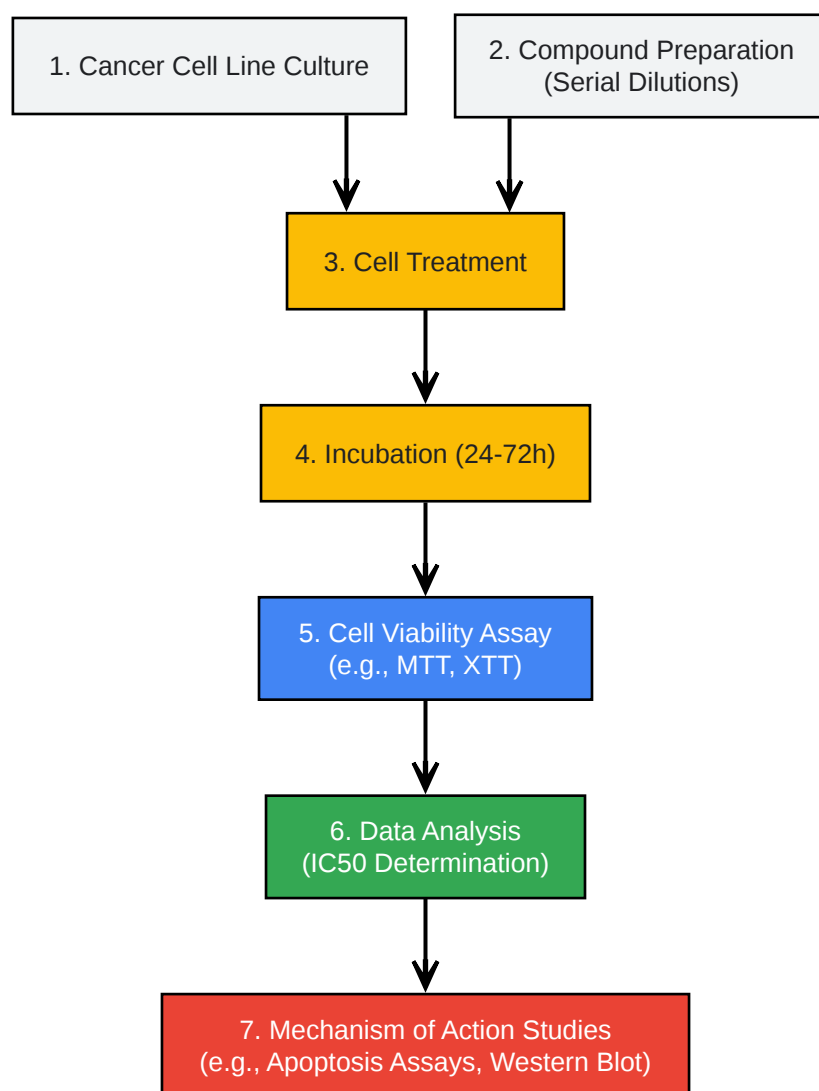 1. Cancer Cell Line Culture
2. Compound Preparation
(Serial Dilutions)
3. Cell Treatment
4. Incubation (24-72h)
5. Cell Viability Assay
(e.g., MTT, XTT)
6. Data Analysis
(IC50 Determination)
7. Mechanism of Action Studies
(e.g., Apoptosis Assays, Western Blot)